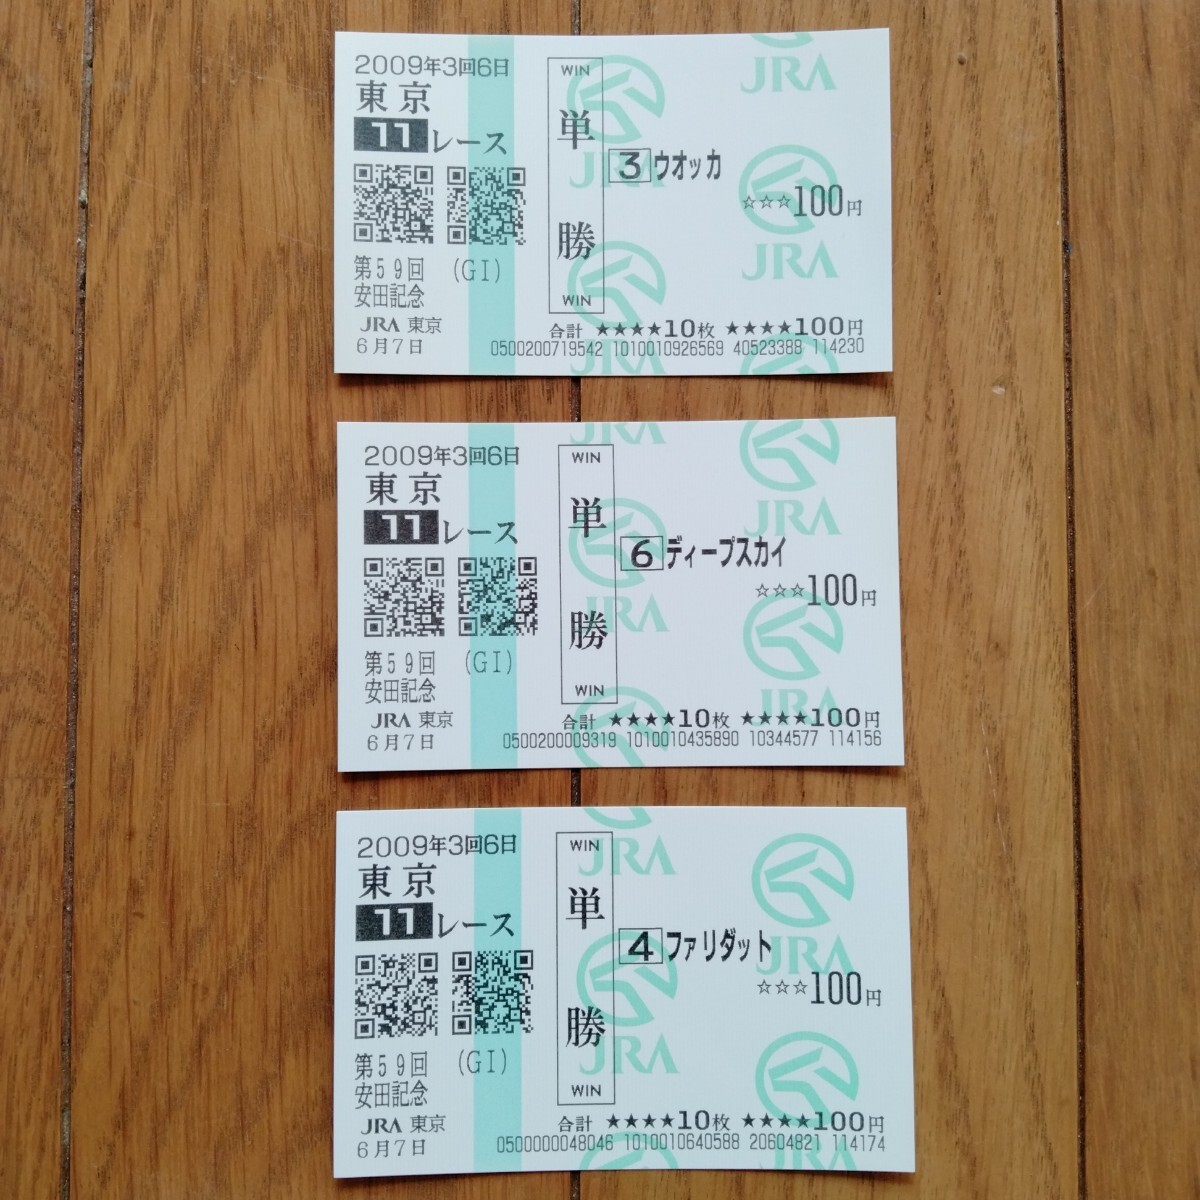 2009年3回6日
東京
11レース
第59回 (GI)
安田記念
JRA 東京
6月7日
WIN
単勝
WIN
3 ウオッカ
☆☆☆100円
合計 ★★★★10枚 ★★★★100円
0500200719542 1010010926569 40523388 114230
JRA
JRA
JRA
JRA
2009年3回6日
東京
11レース
第59回 (GI)
安田記念
JRA 東京
6月7日
WIN
単勝
WIN
6 ディープスカイ
☆☆☆100円
合計 ★★★★10枚 ★★★★100円
0500200009319 1010010435890 10344577 114156
JRA
JRA
JRA
JRA
2009年3回6日
東京
11レース
第59回 (GI)
安田記念
JRA 東京
6月7日
WIN
単勝
WIN
4 ファリダット
☆☆☆100円
合計 ★★★★10枚 ★★★★100円
0500000048046 1010010640588 20604821 114174
JRA
JRA
JRA